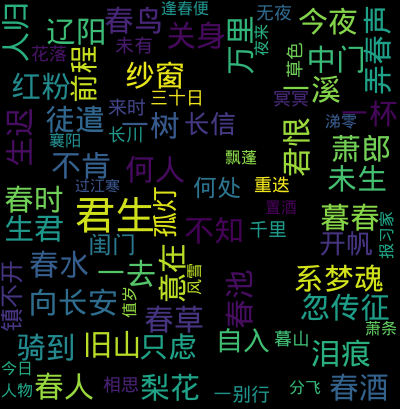 人归
辽阳
春鸟
逢春便
无夜
今夜
弄春声
花落
前程
未有
关身
万里
夜来
草色
中门
红粉
纱窗
三十日
冥冥
一溪
一杯
生迟
徒遣
襄阳
来时
长川
一树
长信
涕零
君恨
萧郎
不肯
何人
飘蓬
未生
过江寒
何处
重迭
春时
君生
孤灯
置酒
暮春
生君
闺门
不知
千里
开帆
报习家
镇不开
春水
一去
意在
风雪
系梦魂
向长安
值岁
春草
春池
忽传征
萧条
骑到
旧山
只虑
自入
暮山
泪痕
今日
人物
春人
相思
梨花
一别行
分飞
春洒